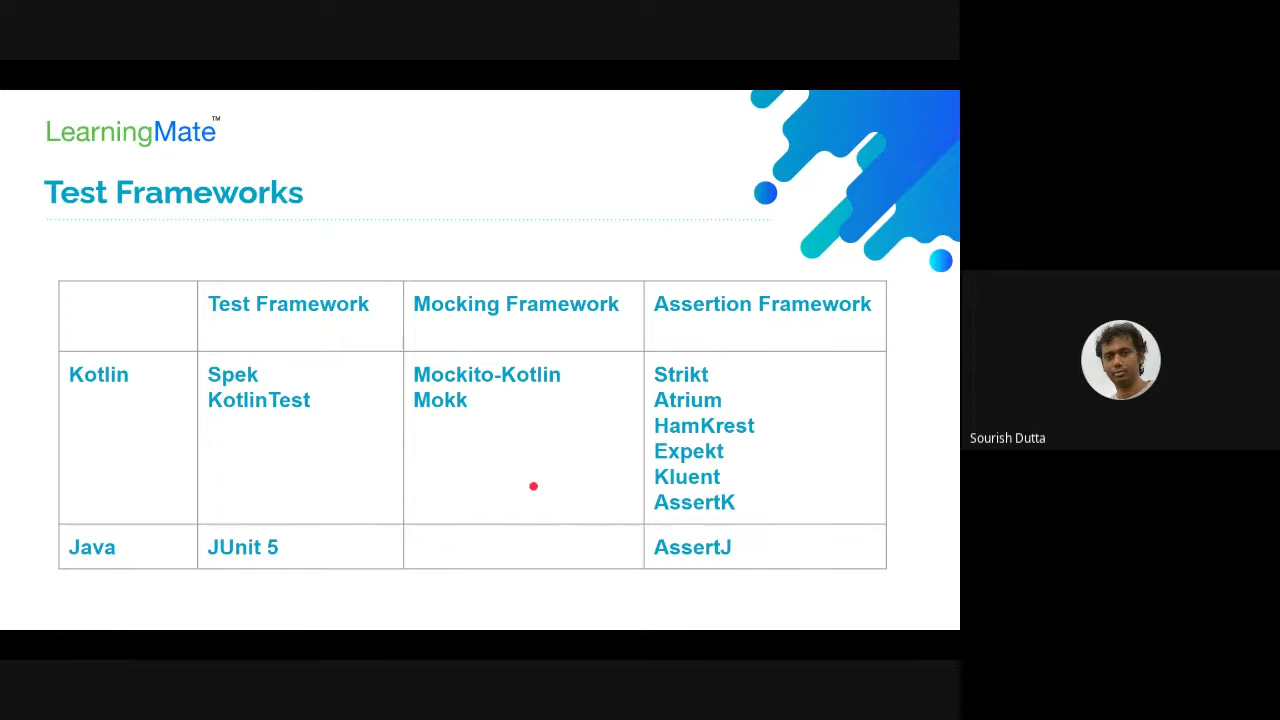 LearningMate™
Test Frameworks
Test Framework
Mocking Framework
Assertion Framework
Kotlin
Spek
KotlinTest
Mockito-Kotlin
Mokk
Strikt
Atrium
HamKrest
Expekt
Kluent
AssertK
Java
JUnit 5
AssertJ
Sourish Dutta